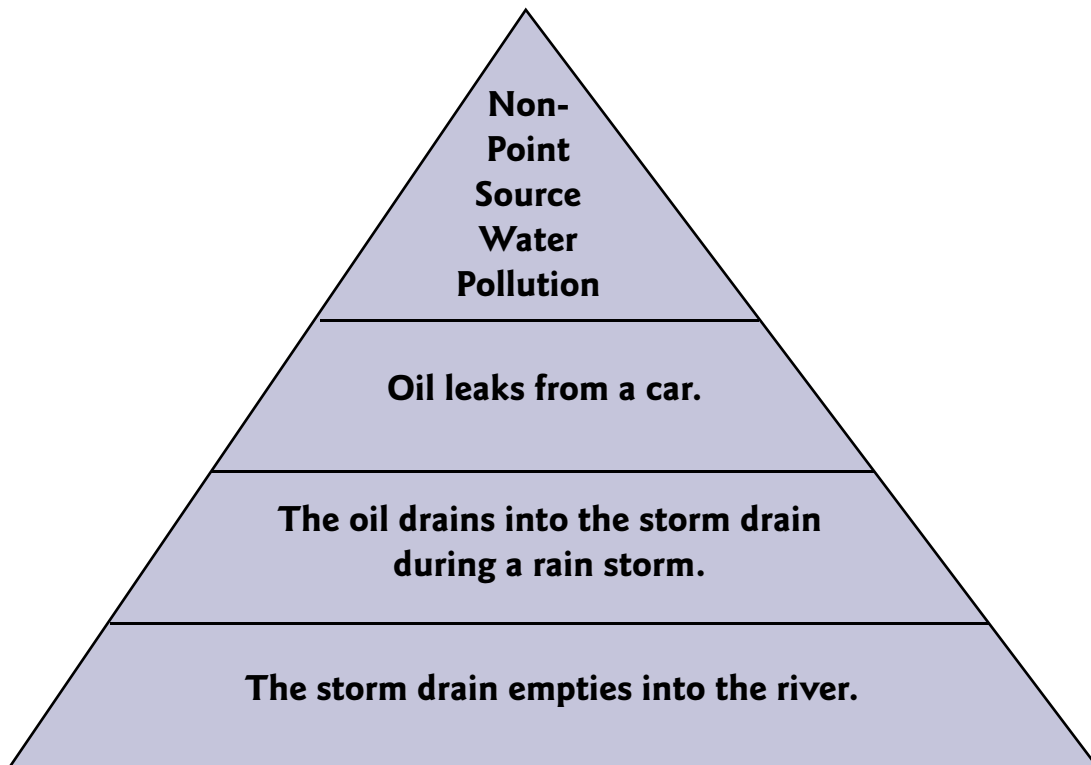 Non-
Point
Source
Water
Pollution
Oil leaks from a car.
The oil drains into the storm drain
during a rain storm.
The storm drain empties into the river.